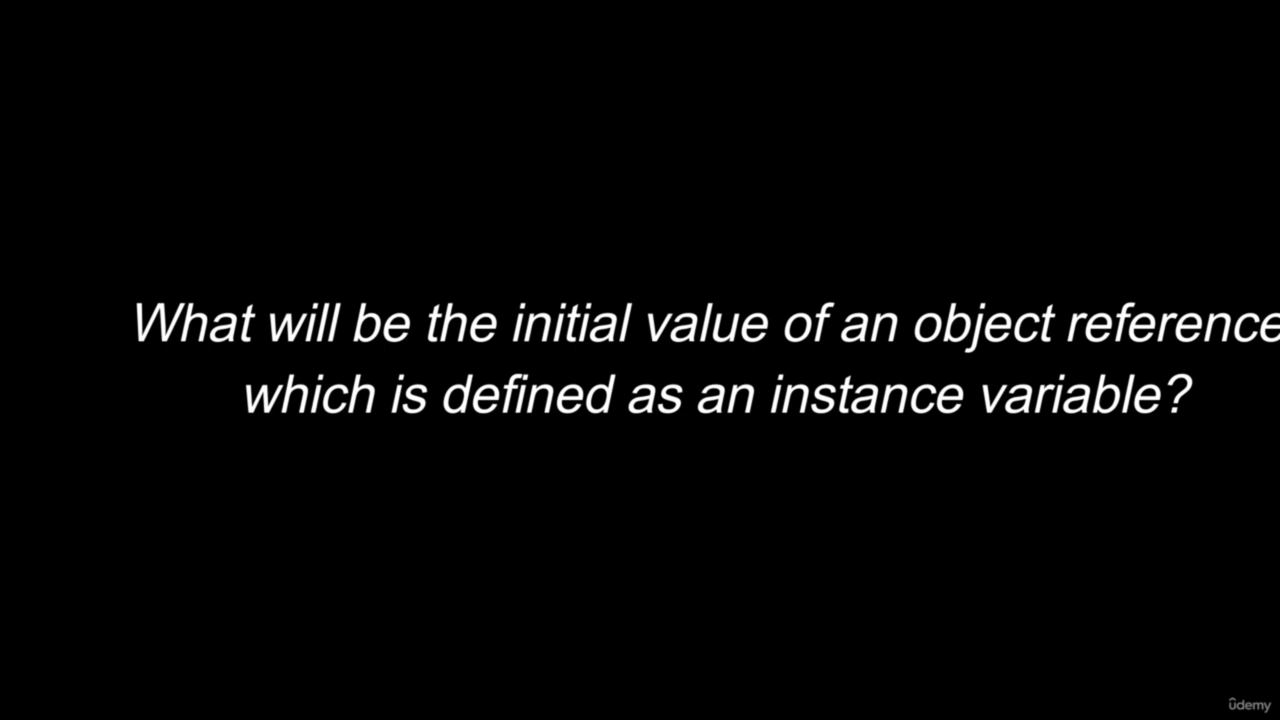 What will be the initial value of an object reference
which is defined as an instance variable?
ûdemy